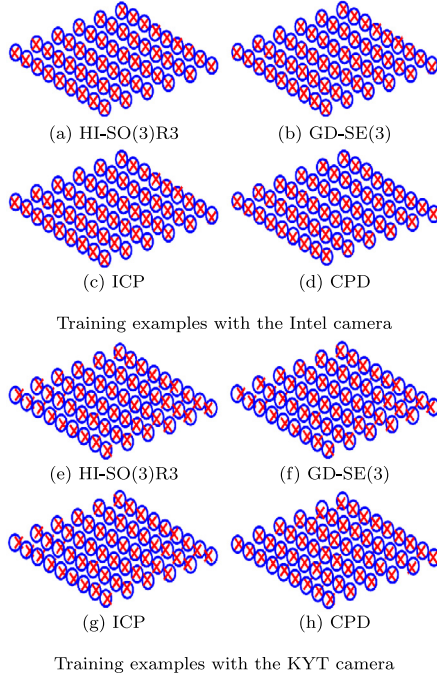 (a) HI-SO(3)R3 (b) GD-SE(3)
(c) ICP (d) CPD
Training examples with the Intel camera
(e) HI-SO(3)R3 (f) GD-SE(3)
(g) ICP (h) CPD
Training examples with the KYT camera